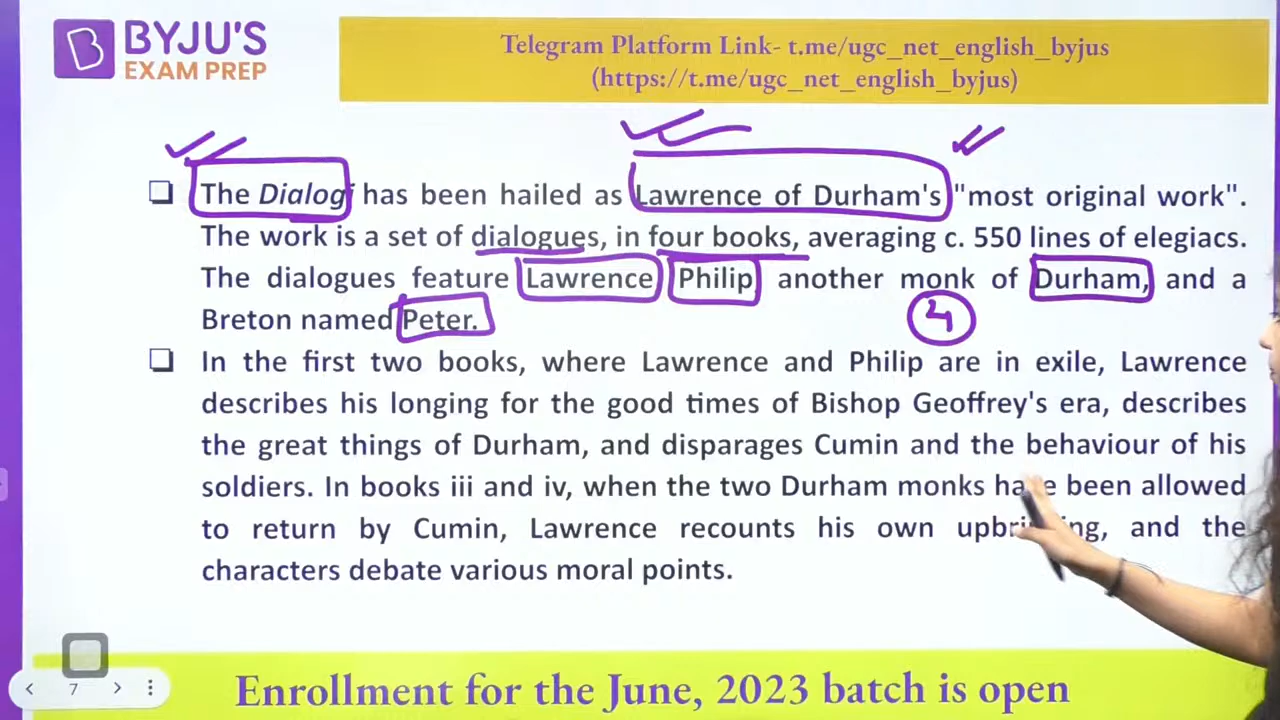 BYJU'S
EXAM PREP
Telegram Platform Link- t.me/ugc_net_english_byjus
(https://t.me/ugc_net_english_byjus)
The Dialogi has been hailed as Lawrence of Durham's "most original work".
The work is a set of dialogues, in four books, averaging c. 550 lines of elegiacs.
The dialogues feature Lawrence Philip another monk of Durham, and a
Breton named Peter.
4
In the first two books, where Lawrence and Philip are in exile, Lawrence
describes his longing for the good times of Bishop Geoffrey's era, describes
the great things of Durham, and disparages Cumin and the behaviour of his
soldiers. In books iii and iv, when the two Durham monks have been allowed
to return by Cumin, Lawrence recounts his own upbringing, and the
characters debate various moral points.
7
Enrollment for the June, 2023 batch is open